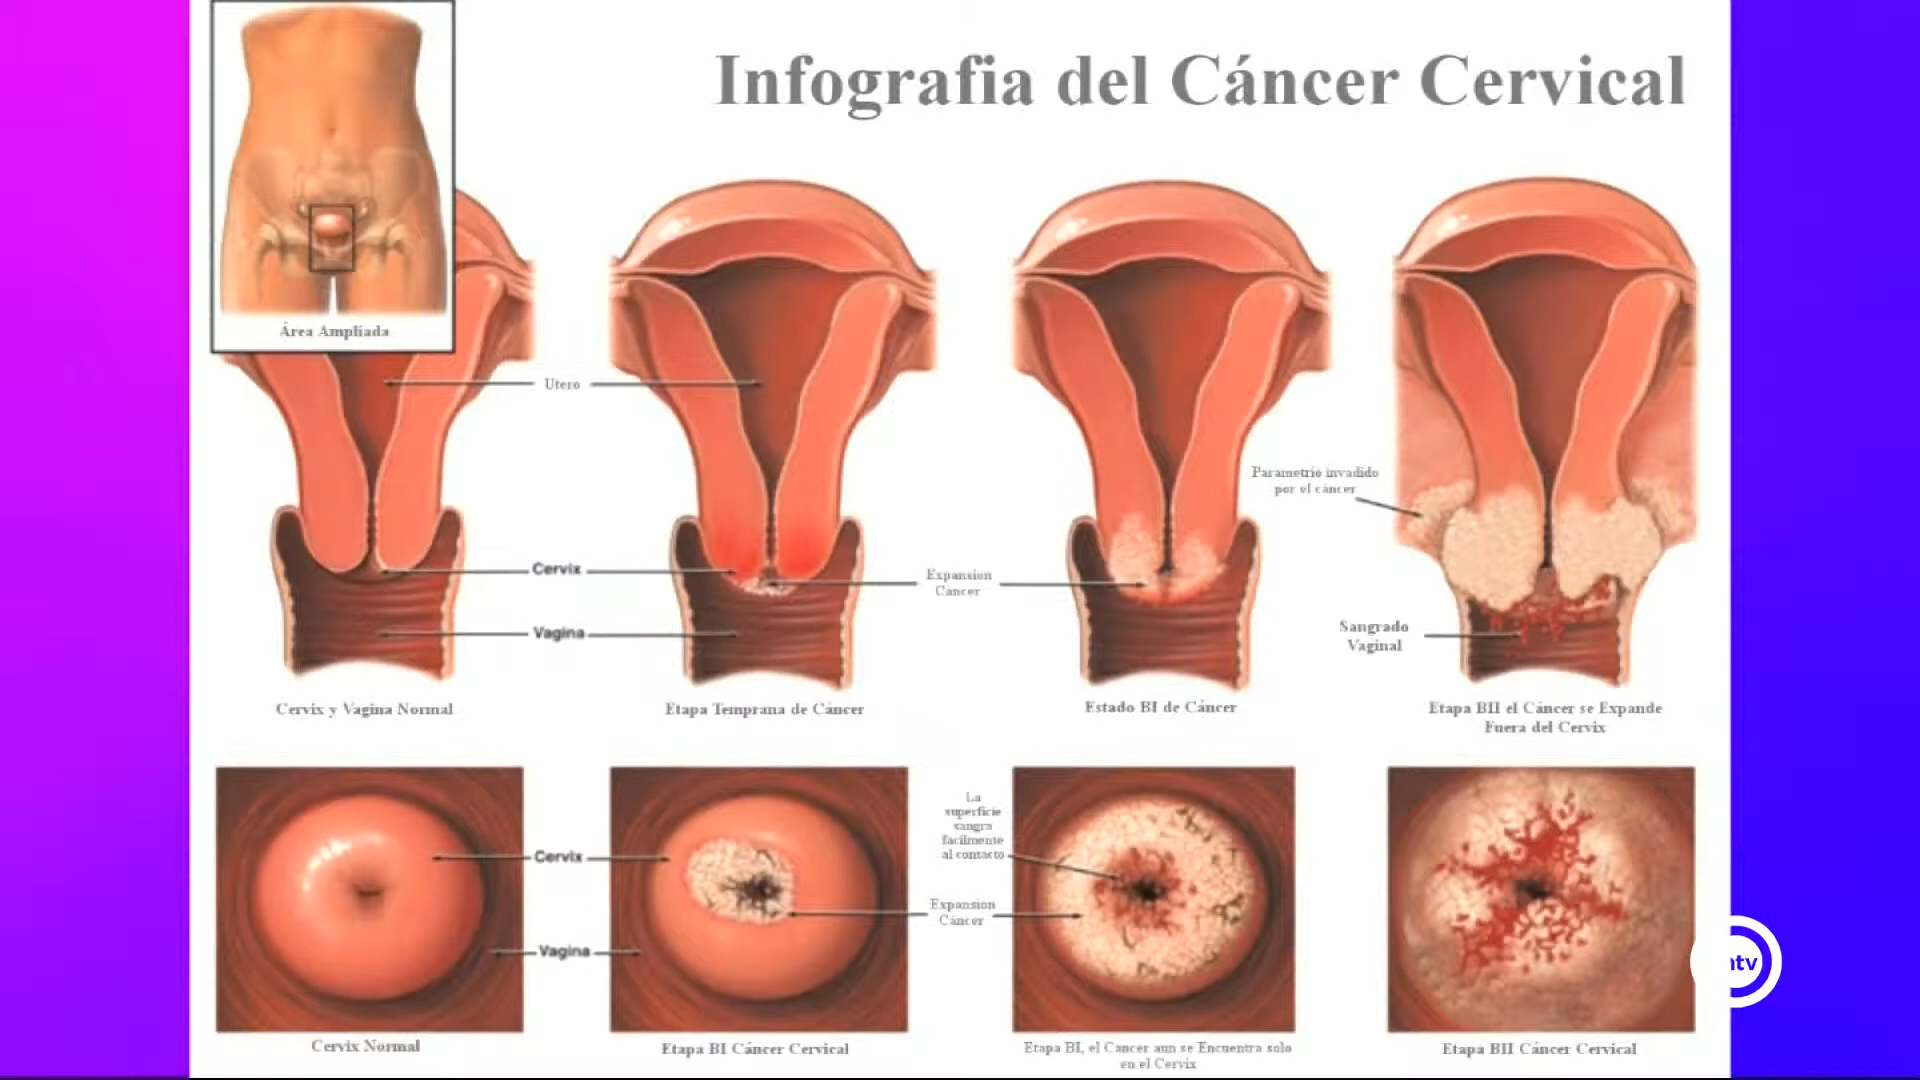 Infografia del Cáncer Cervical
Área Ampliada
Utero
Parametrio invadido
por el cáncer
Cervix
Expansion
Cancer
Vagina
Sangrado
Vaginal
Cervix y Vagina Normal
Etapa Temprana de Cáncer
Estado BI de Cáncer
Etapa BII el Cáncer se Expande
Fuera del Cervix
La
superficie
sangra
facilmente
al contacto
Cervix
Expansion
Cáncer
Vagina
Cervix Normal
Etapa BI Cáncer Cervical
Etapa BI, el Cancer aun se Encuentra solo
en el Cervix
Etapa BII Cáncer Cervical